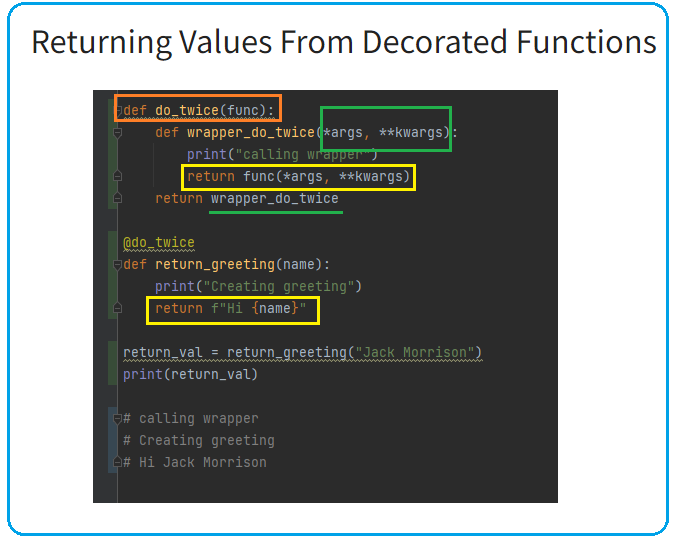 Returning Values From Decorated Functions
def do_twice(func):
    def wrapper_do_twice(*args, **kwargs):
        print("calling wrapper")
        return func(*args, **kwargs)
    return wrapper_do_twice
@do_twice
def return_greeting(name):
    print("Creating greeting")
    return f"Hi {name}"
return_val = return_greeting("Jack Morrison")
print(return_val)
# calling wrapper
# Creating greeting
# Hi Jack Morrison